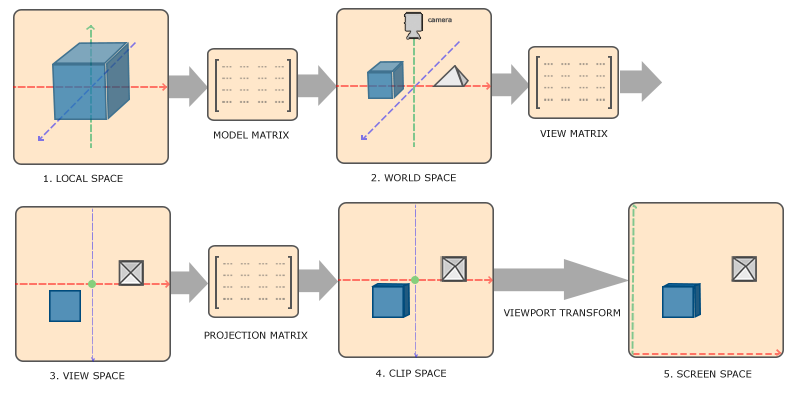 camera
MODEL MATRIX
VIEW MATRIX
1. LOCAL SPACE
2. WORLD SPACE
PROJECTION MATRIX
VIEWPORT TRANSFORM
3. VIEW SPACE
4. CLIP SPACE
5. SCREEN SPACE